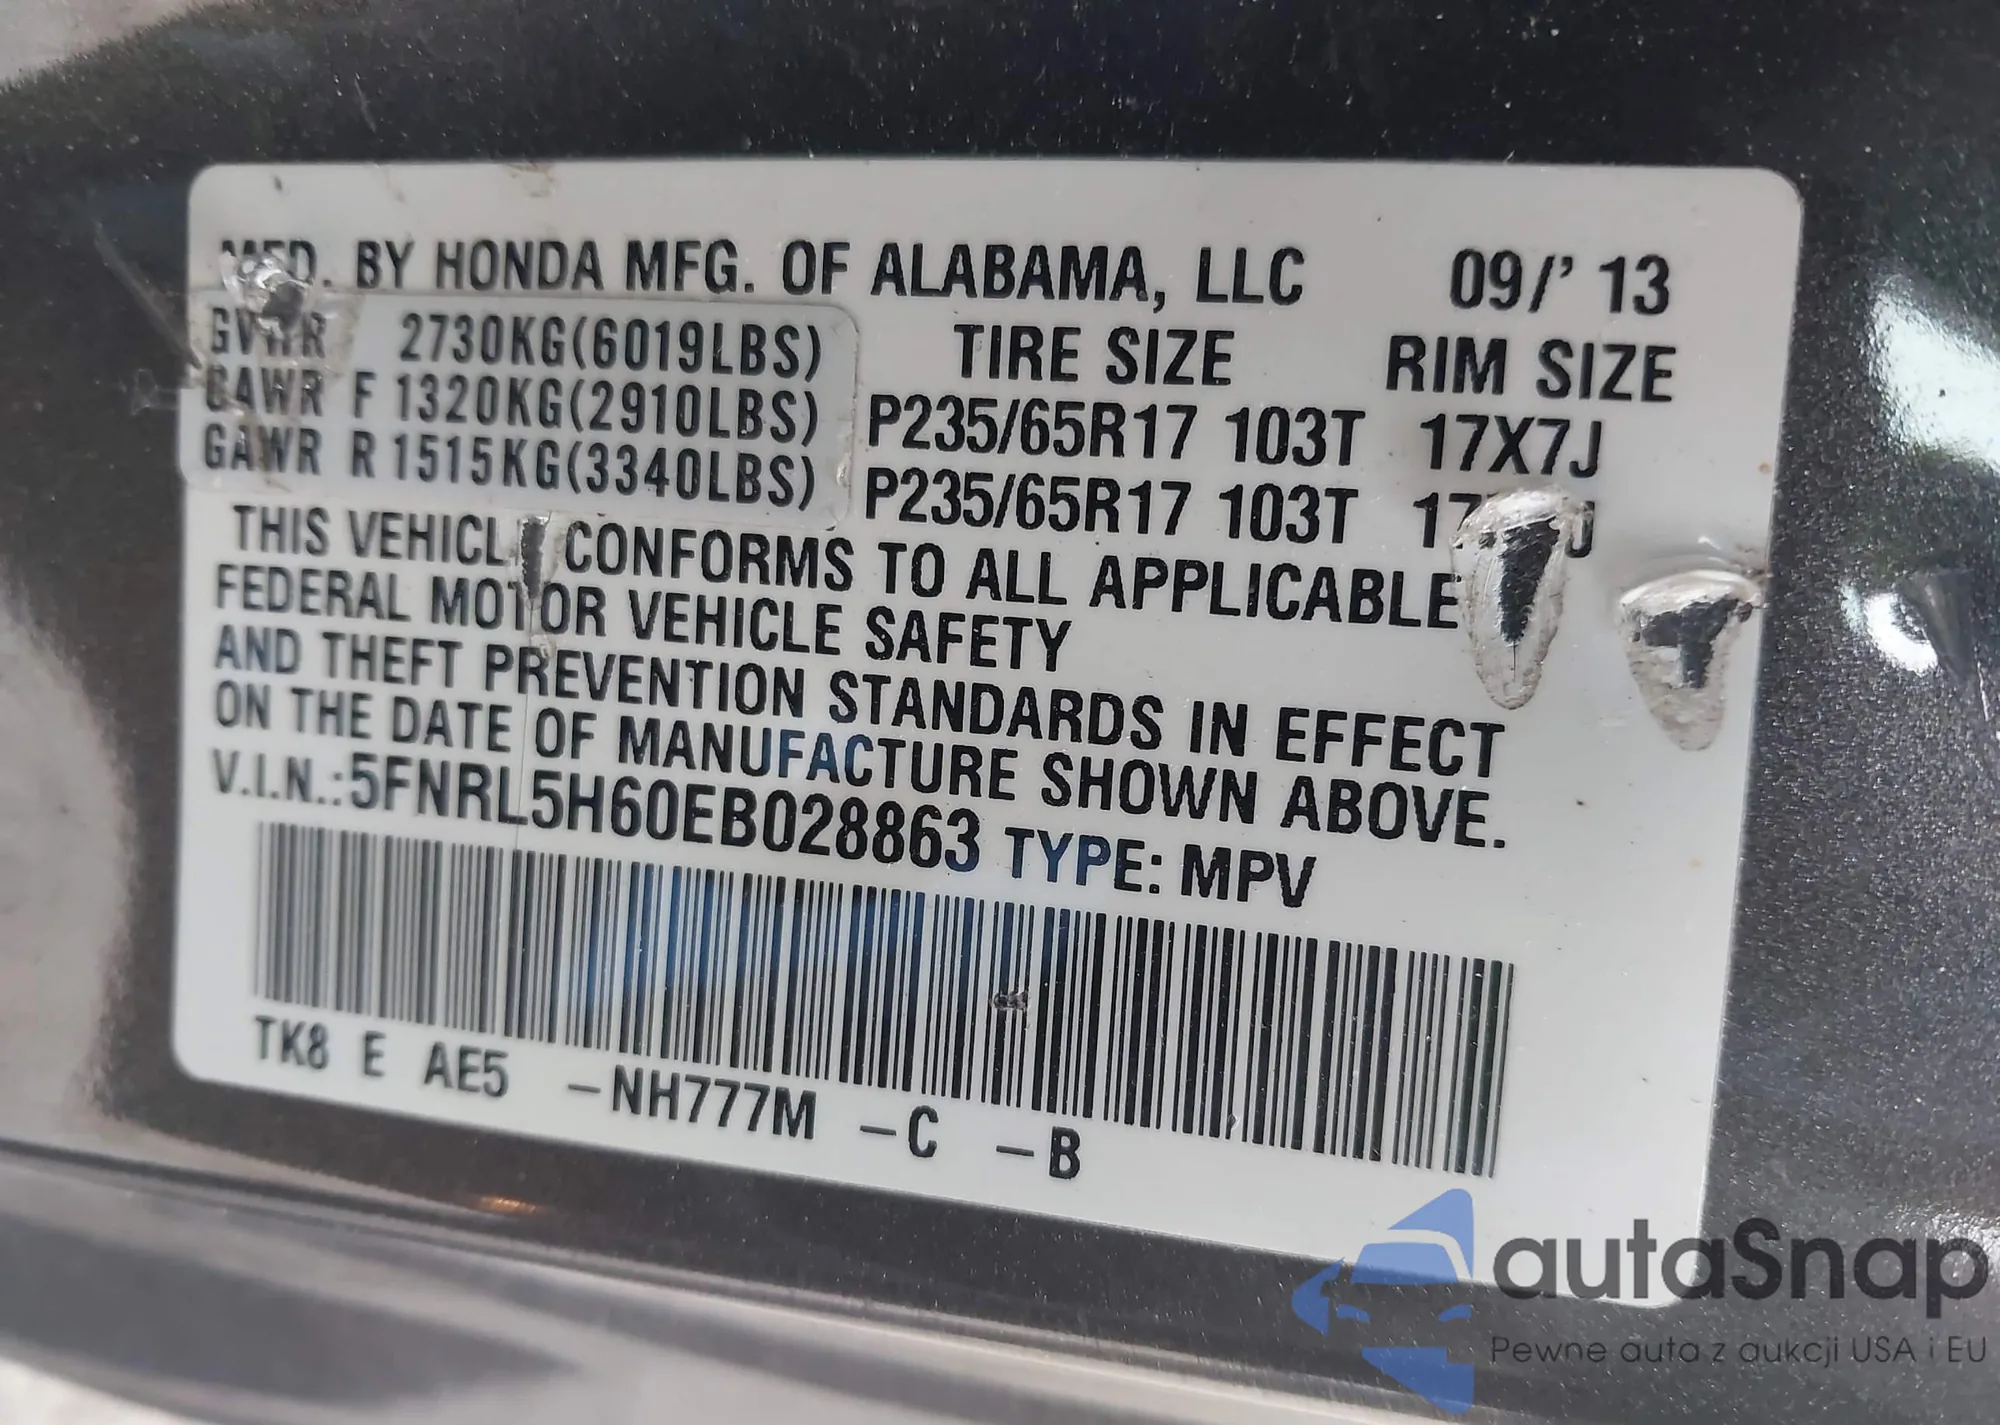 MFD. BY HONDA MFG. OF ALABAMA, LLC 09/' 13
GVWR 2730KG(6019LBS) TIRE SIZE RIM SIZE
GAWR F 1320KG(2910LBS) P235/65R17 103T 17X7J
GAWR R 1515KG(3340LBS) P235/65R17 103T
THIS VEHICLE CONFORMS TO ALL APPLICABLE
FEDERAL MOTOR VEHICLE SAFETY
AND THEFT PREVENTION STANDARDS IN EFFECT
ON THE DATE OF MANUFACTURE SHOWN ABOVE.
V.I.N.:5FNRL5H60EB028863 TYPE: MPV
TK8 E AE5 -NH777M -C -B
autaSnap
Pewne auta z aukcji USA i EU